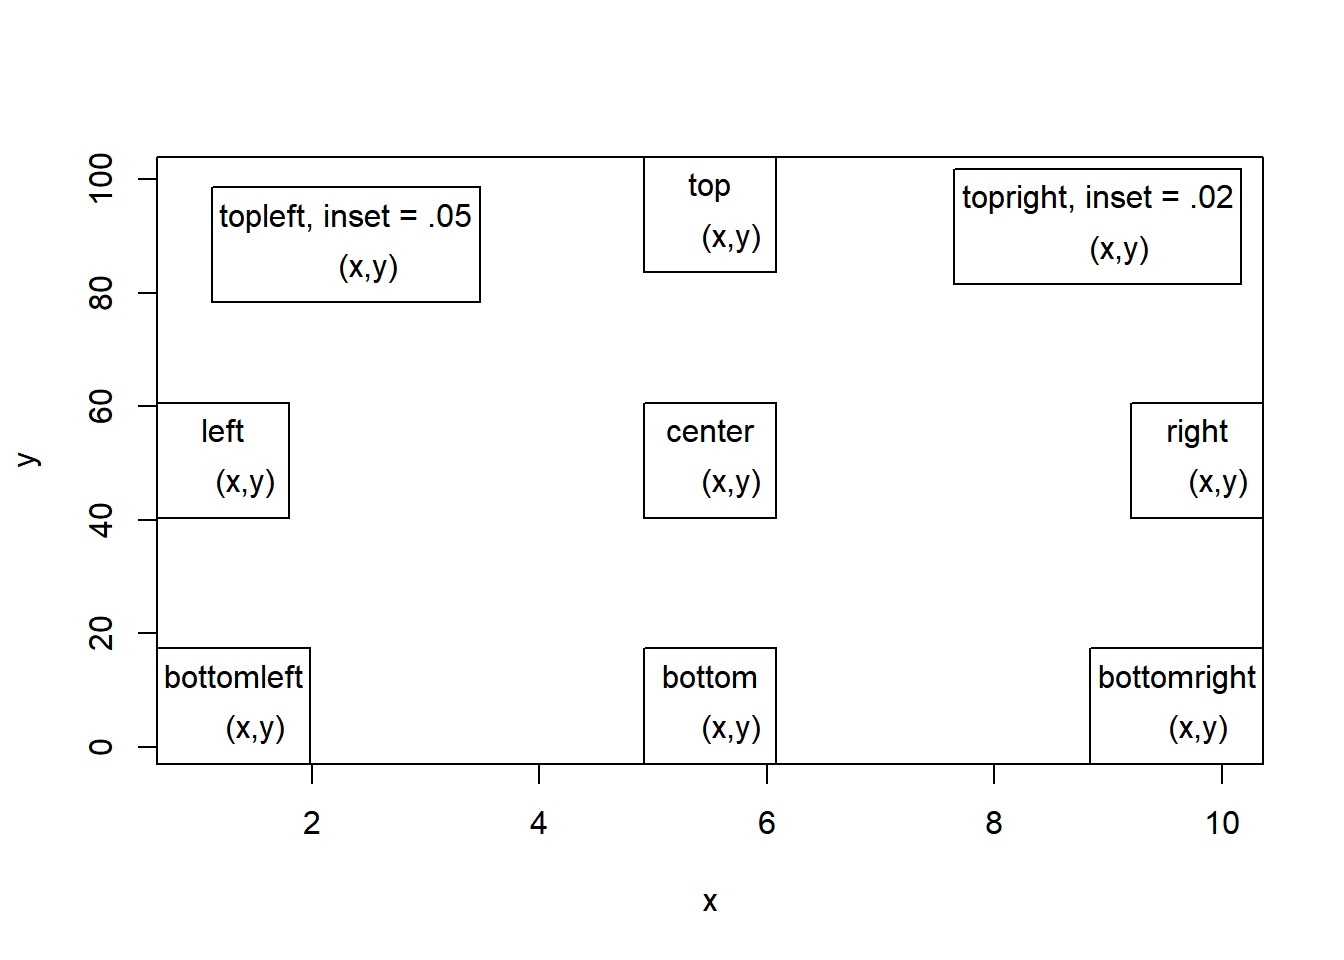 topleft, inset = .05
(x,y)
top
(x,y)
topright, inset = .02
(x,y)
left
(x,y)
center
(x,y)
right
(x,y)
bottomleft
(x,y)
bottom
(x,y)
bottomright
(x,y)
100
80
60
40
20
0
y
2 4 6 8 10
x